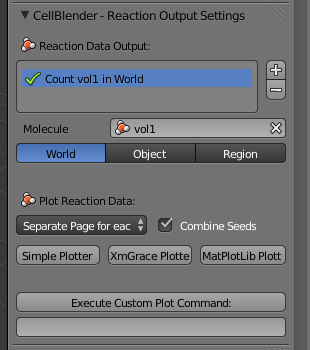 CellBlender - Reaction Output Settings
Reaction Data Output:
Count vol1 in World
Molecule vol1
World Object Region
Plot Reaction Data:
Separate Page for eac Combine Seeds
Simple Plotter XmGrace Plotte MatPlotLib Plott
Execute Custom Plot Command: